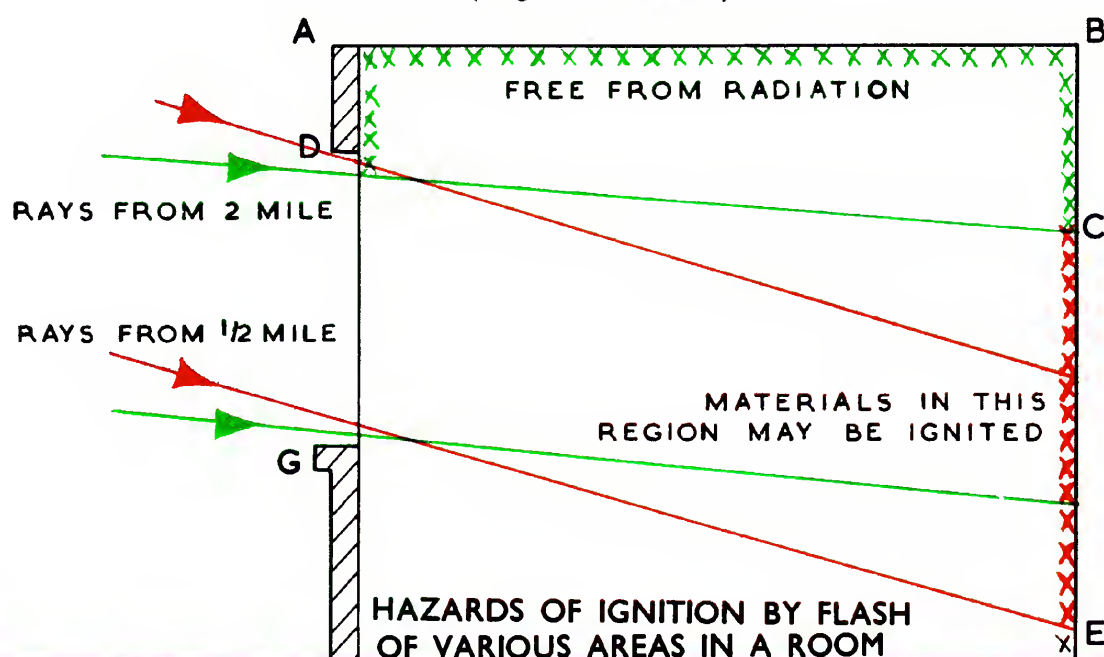 A
B
FREE FROM RADIATION
D
RAYS FROM 2 MILE
C
RAYS FROM 1/2 MILE
MATERIALS IN THIS
REGION MAY BE IGNITED
G
HAZARDS OF IGNITION BY FLASH
OF VARIOUS AREAS IN A ROOM
E